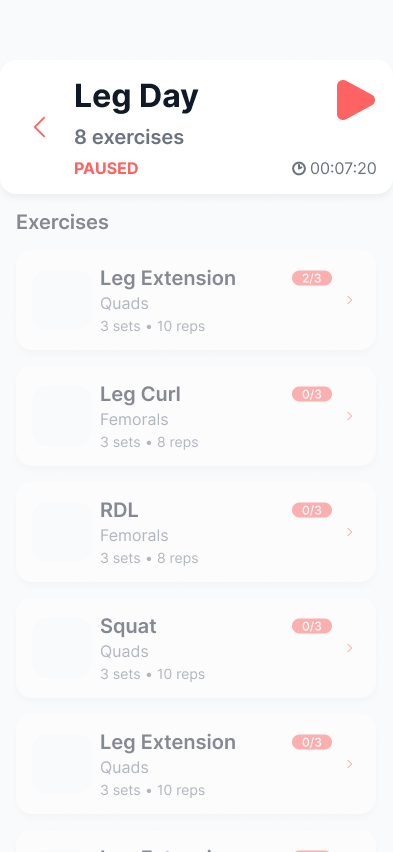 Leg Day
8 exercises
PAUSED
00:07:20
Exercises
Leg Extension
2/3
Quads
3 sets • 10 reps
Leg Curl
0/3
Femorals
3 sets • 8 reps
RDL
0/3
Femorals
3 sets • 8 reps
Squat
0/3
Quads
3 sets • 10 reps
Leg Extension
0/3
Quads
3 sets • 10 reps